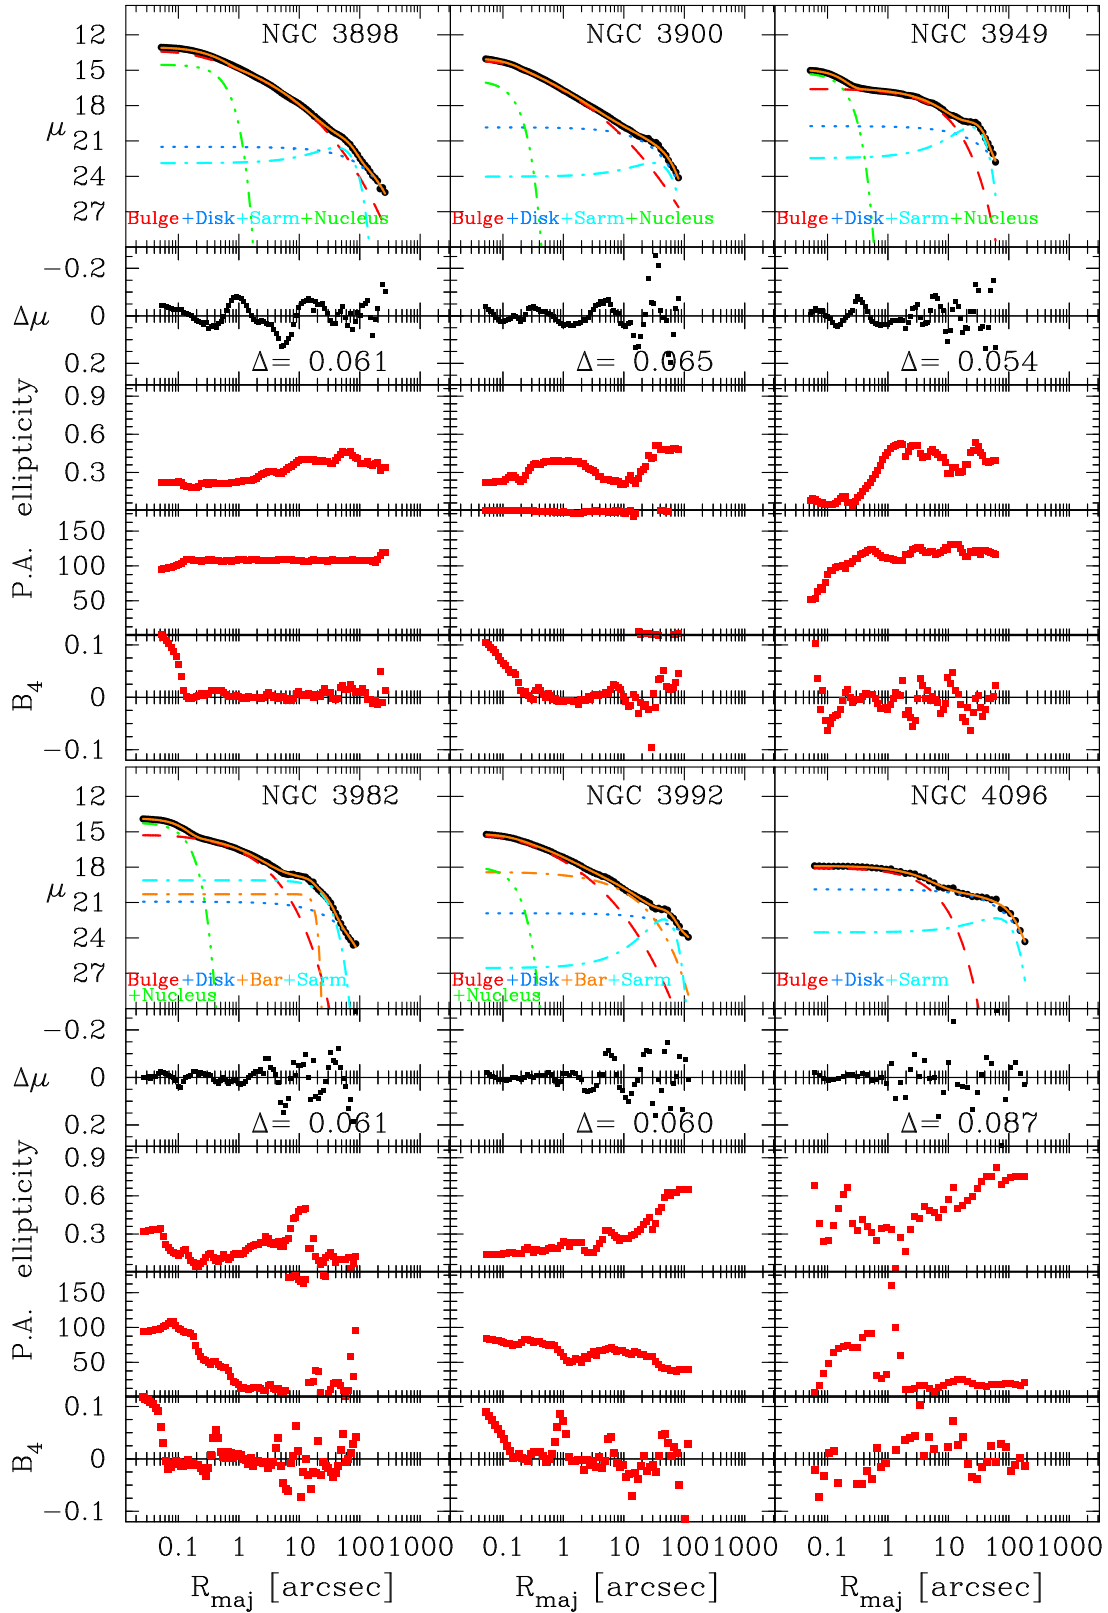 NGC 3898 NGC 3900 NGC 3949
12
15
18
μ
21
24
27
Bulge+Disk+Sarm+Nucleus Bulge+Disk+Sarm+Nucleus Bulge+Disk+Sarm+Nucleus
−0.2
Δμ 0
0.2
Δ= 0.061 Δ= 0.065 Δ= 0.054
ellipticity
0.9
0.6
0.3
P.A.
150
100
50
B4
0.1
0
−0.1
NGC 3982 NGC 3992 NGC 4096
12
15
18
μ
21
24
27
Bulge+Disk+Bar+Sarm Bulge+Disk+Bar+Sarm Bulge+Disk+Sarm
+Nucleus +Nucleus
−0.2
Δμ 0
0.2
Δ= 0.061 Δ= 0.060 Δ= 0.087
ellipticity
0.9
0.6
0.3
P.A.
150
100
50
B4
0.1
0
−0.1
0.1 1 10 100 1000 0.1 1 10 100 1000 0.1 1 10 100 1000
Rmaj [arcsec] Rmaj [arcsec] Rmaj [arcsec]